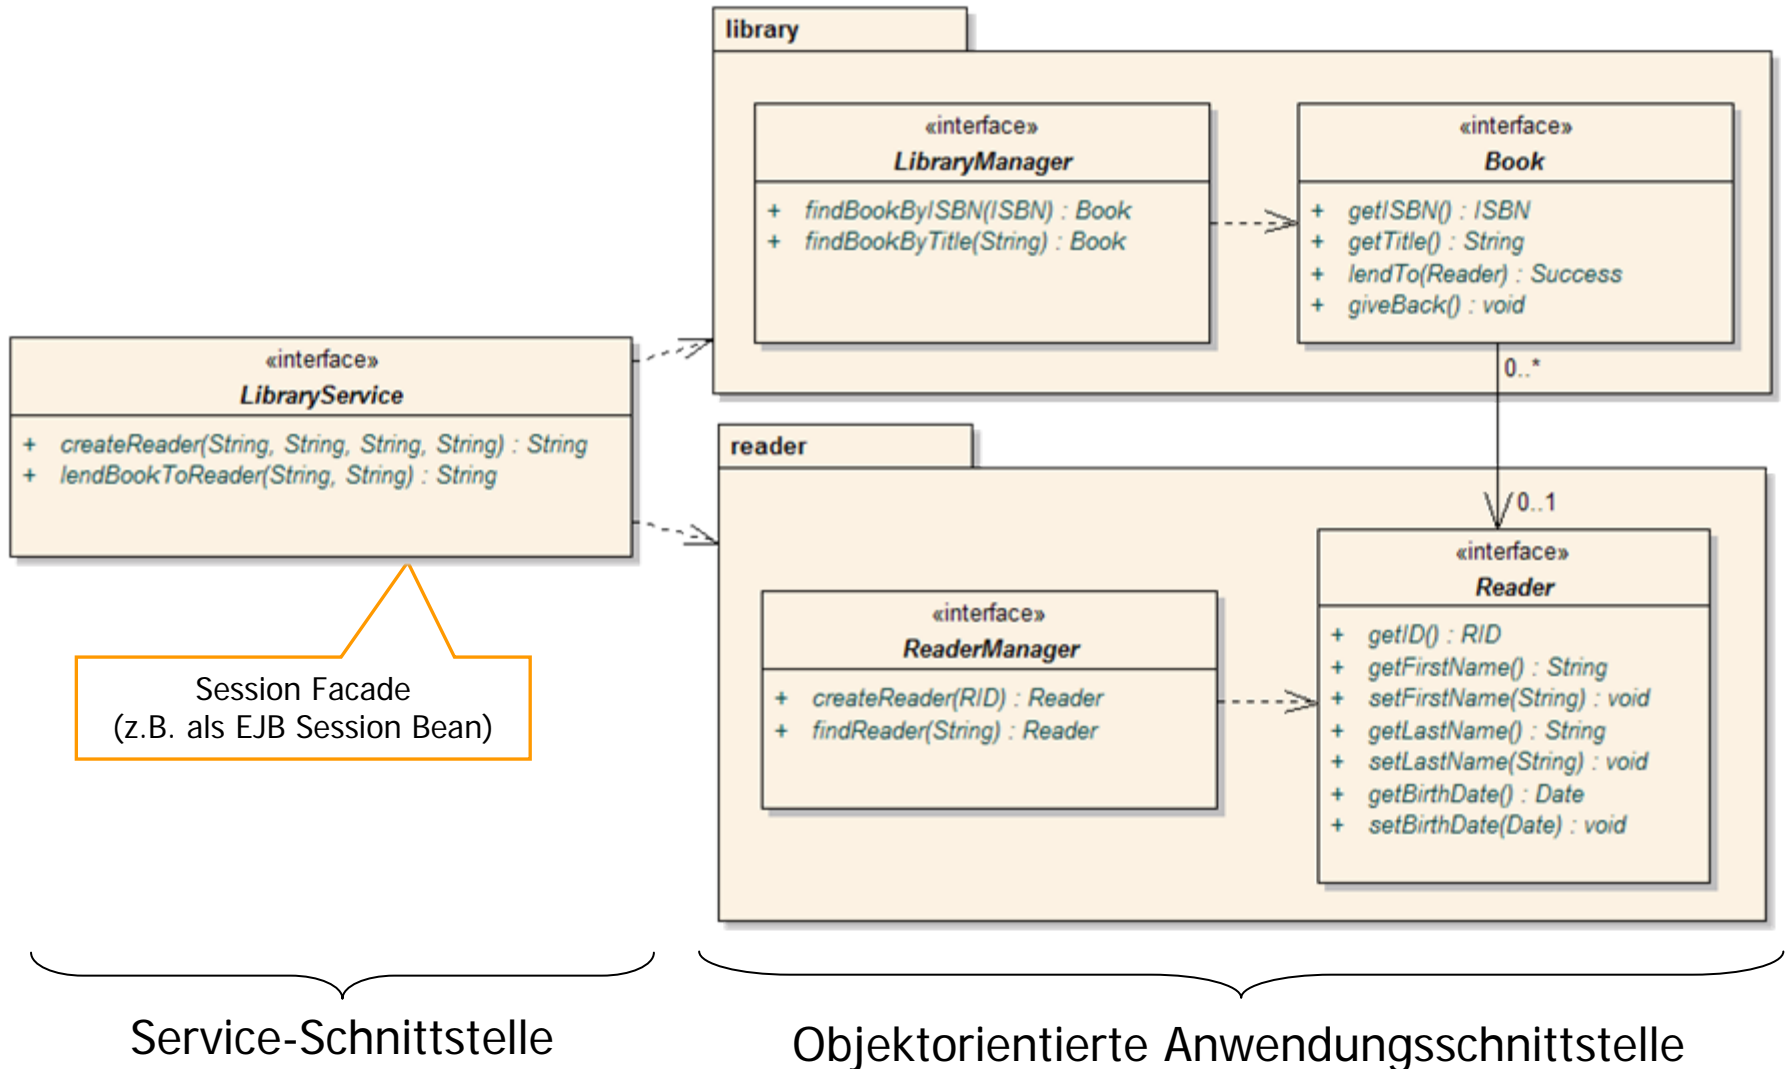 library
«interface»
LibraryManager
+ findBookByISBN(ISBN) : Book
+ findBookByTitle(String) : Book
«interface»
Book
+ getISBN() : ISBN
+ getTitle() : String
+ lendTo(Reader) : Success
+ giveBack() : void
0..*
«interface»
LibraryService
+ createReader(String, String, String, String) : String
+ lendBookToReader(String, String) : String
Session Facade
(z.B. als EJB Session Bean)
reader
0..1
«interface»
ReaderManager
+ createReader(RID) : Reader
+ findReader(String) : Reader
«interface»
Reader
+ getID() : RID
+ getFirstName() : String
+ setFirstName(String) : void
+ getLastName() : String
+ setLastName(String) : void
+ getBirthDate() : Date
+ setBirthDate(Date) : void
Service-Schnittstelle
Objektorientierte Anwendungsschnittstelle